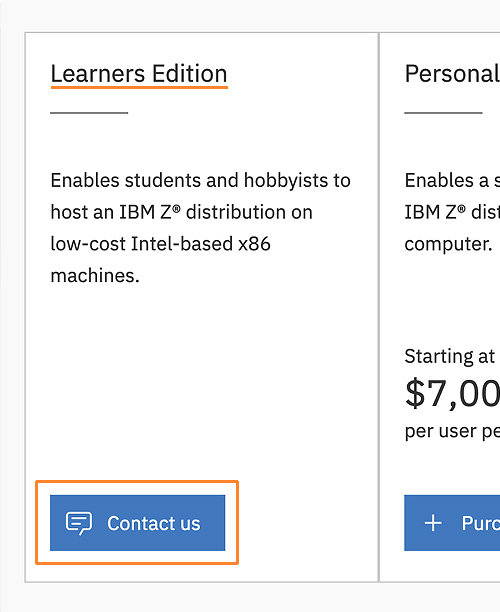 Learners Edition
Enables students and hobbyists to
host an IBM Z® distribution on
low-cost Intel-based x86
machines.
Contact us
Personal
Enables a s
IBM Z® dist
computer.
Starting at
$7,00
per user pe
Purc